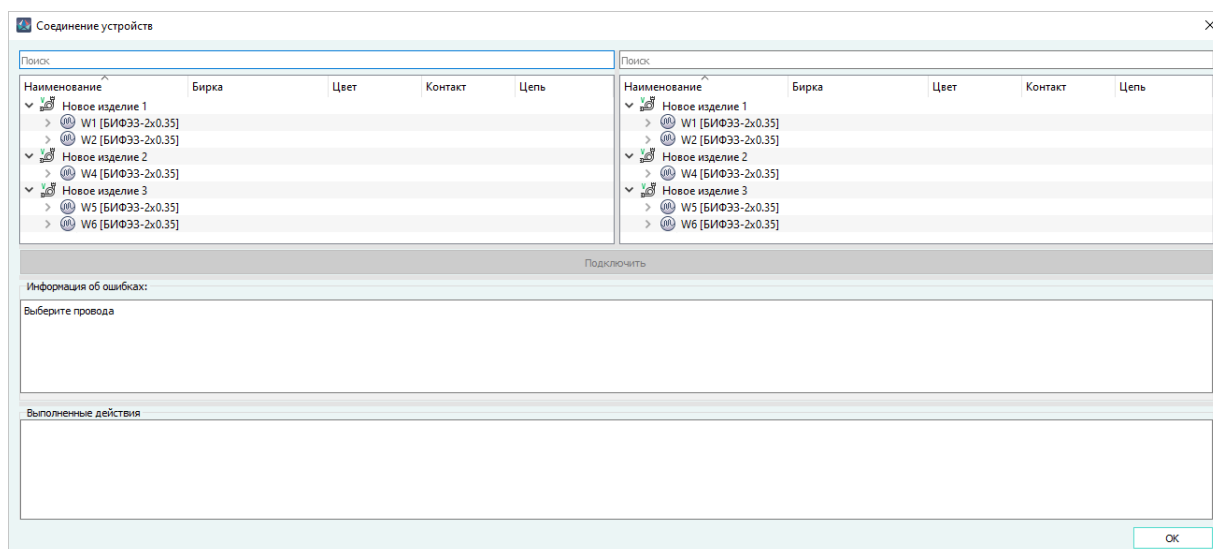 Соединение устройств
Поиск
Поиск
Наименование Бирка Цвет Контакт Цепь
Новое изделие 1
W1 [БИФЭЗ-2x0.35]
W2 [БИФЭЗ-2x0.35]
Новое изделие 2
W4 [БИФЭЗ-2x0.35]
Новое изделие 3
W5 [БИФЭЗ-2x0.35]
W6 [БИФЭЗ-2x0.35]
Наименование Бирка Цвет Контакт Цепь
Новое изделие 1
W1 [БИФЭЗ-2x0.35]
W2 [БИФЭЗ-2x0.35]
Новое изделие 2
W4 [БИФЭЗ-2x0.35]
Новое изделие 3
W5 [БИФЭЗ-2x0.35]
W6 [БИФЭЗ-2x0.35]
Подключить
Информация об ошибках:
Выберите провода
Выполненные действия
OK